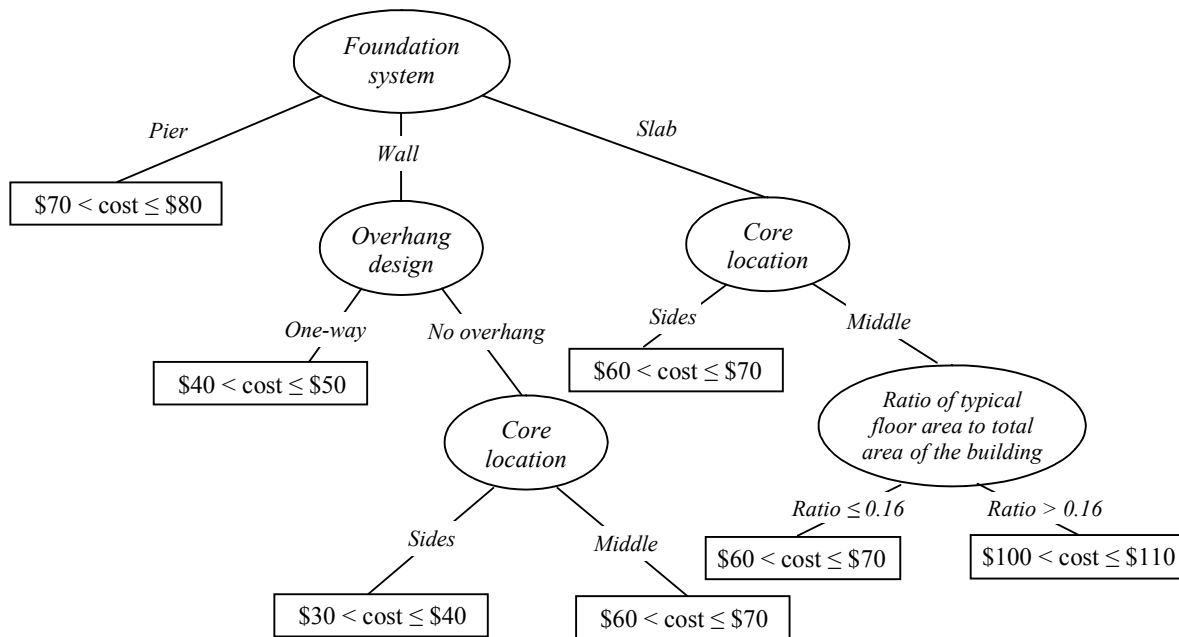 Foundation
system
Pier
Wall
Slab
$70 < cost ≤ $80
Overhang
design
Core
location
One-way
No overhang
Sides
Middle
$40 < cost ≤ $50
$60 < cost ≤ $70
Core
location
Ratio of typical
floor area to total
area of the building
Sides
Middle
Ratio ≤ 0.16
Ratio > 0.16
$30 < cost ≤ $40
$60 < cost ≤ $70
$60 < cost ≤ $70
$100 < cost ≤ $110